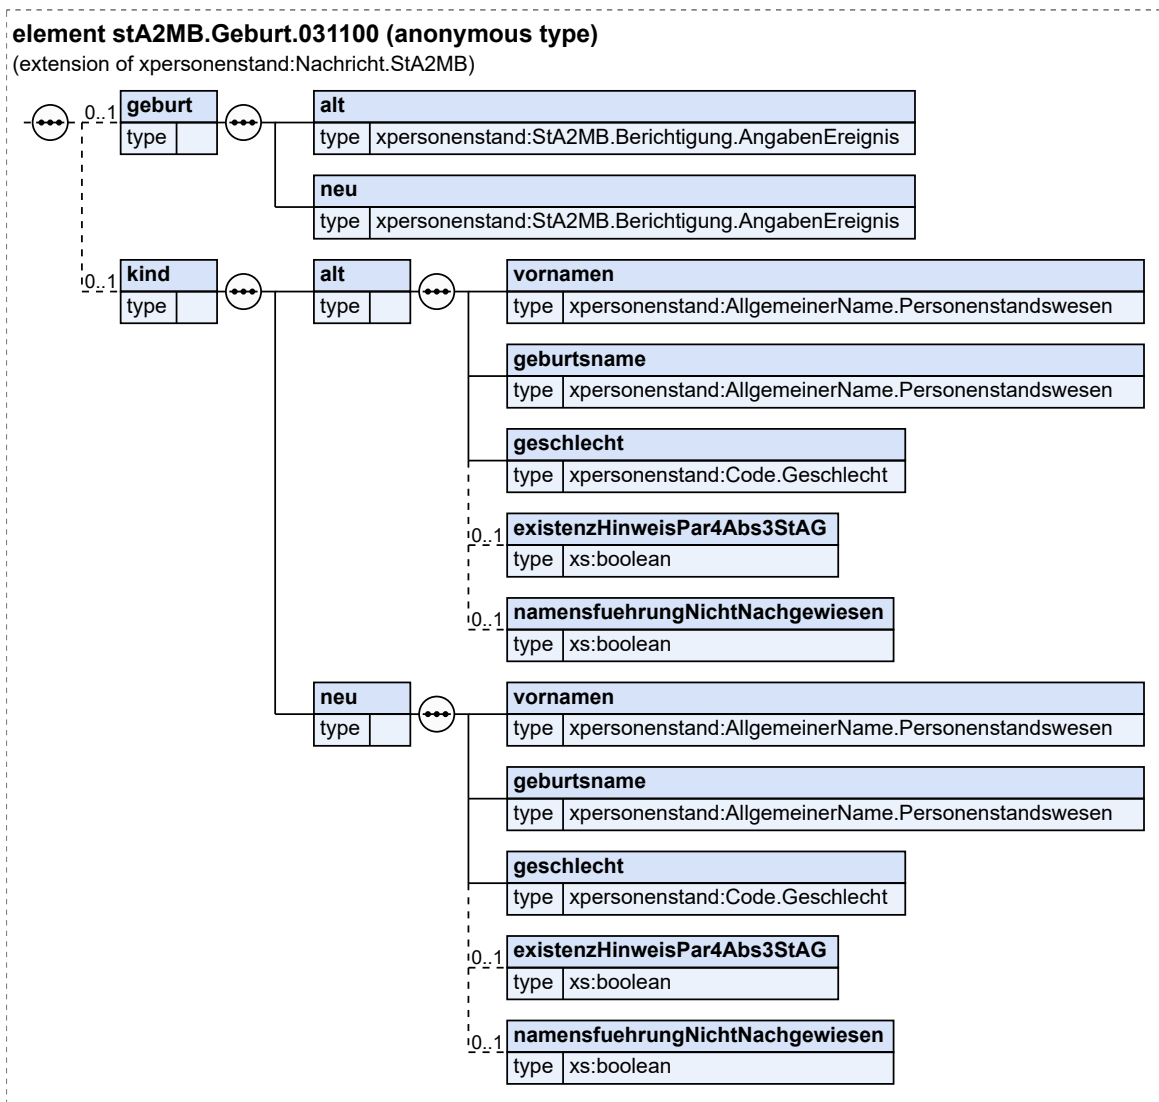 element stA2MB.Geburt.031100 (anonymous type)
(extension of xpersonenstand:Nachricht.StA2MB)
0..1
geburt
type
alt
type xpersonenstand:StA2MB.Berichtigung.AngabenEreignis
neu
type xpersonenstand:StA2MB.Berichtigung.AngabenEreignis
0..1
kind
type
alt
type
vornamen
type xpersonenstand:AllgemeinerName.Personenstandswesen
geburtsname
type xpersonenstand:AllgemeinerName.Personenstandswesen
geschlecht
type xpersonenstand:Code.Geschlecht
0..1
existenzHinweisPar4Abs3StAG
type xs:boolean
0..1
namensfuehrungNichtNachgewiesen
type xs:boolean
neu
type
vornamen
type xpersonenstand:AllgemeinerName.Personenstandswesen
geburtsname
type xpersonenstand:AllgemeinerName.Personenstandswesen
geschlecht
type xpersonenstand:Code.Geschlecht
0..1
existenzHinweisPar4Abs3StAG
type xs:boolean
0..1
namensfuehrungNichtNachgewiesen
type xs:boolean